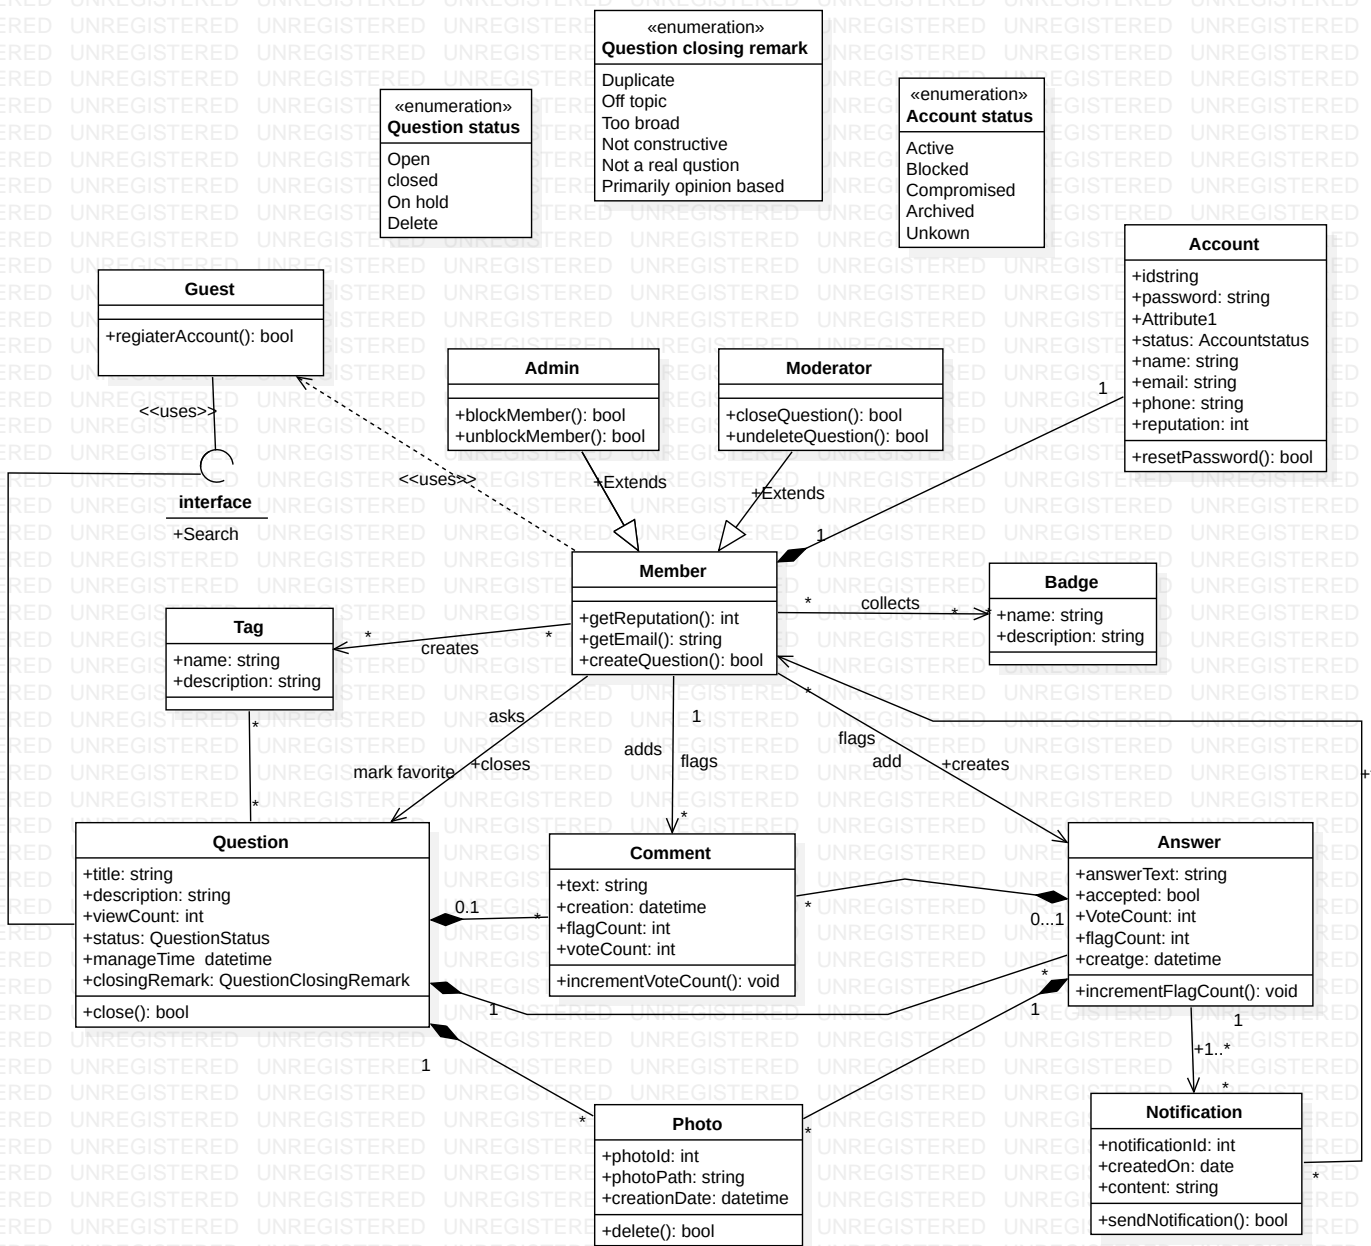 «enumeration»
Question closing remark
Duplicate
Off topic
Too broad
Not constructive
Not a real qustion
Primarily opinion based
«enumeration»
Question status
Open
closed
On hold
Delete
«enumeration»
Account status
Active
Blocked
Compromised
Archived
Unkown
Account
+idstring
+password: string
+Attribute1
+status: Accountstatus
+name: string
+email: string
+phone: string
+reputation: int
+resetPassword(): bool
Guest
+regiaterAccount(): bool
<<uses>>
interface
+Search
Admin
+blockMember(): bool
+unblockMember(): bool
Moderator
+closeQuestion(): bool
+undeleteQuestion(): bool
1
<<uses>>
+Extends
+Extends
1
Member
+getReputation(): int
+getEmail(): string
+createQuestion(): bool
* collects * *
Badge
+name: string
+description: string
Tag
+name: string
+description: string
* creates *
*
*
asks
mark favorite
+closes
1
adds
flags
*
*
flags
add
+creates
+
Question
+title: string
+description: string
+viewCount: int
+status: QuestionStatus
+manageTime  datetime
+closingRemark: QuestionClosingRemark
+close(): bool
0.1
*
Comment
+text: string
+creation: datetime
+flagCount: int
+voteCount: int
+incrementVoteCount(): void
*
0...1
Answer
+answerText: string
+accepted: bool
+VoteCount: int
+flagCount: int
+creatge: datetime
+incrementFlagCount(): void
1
*
1
1
*
*
1
+1..*
*
Photo
+photoId: int
+photoPath: string
+creationDate: datetime
+delete(): bool
Notification
+notificationId: int
+createdOn: date
+content: string
+sendNotification(): bool
*
UNREGISTERED